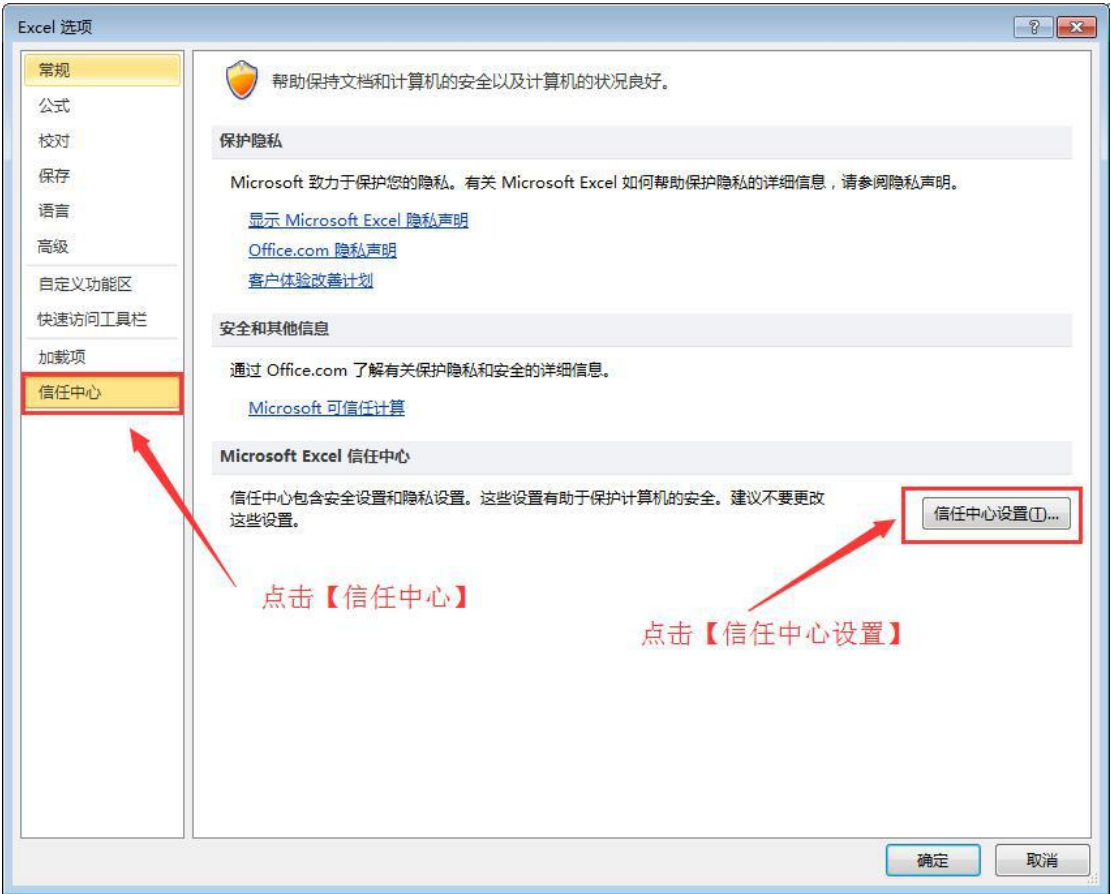 Excel 选项
常规
公式
校对
保存
语言
高级
自定义功能区
快速访问工具栏
加载项
信任中心
帮助保持文档和计算机的安全以及计算机的状况良好。
保护隐私
Microsoft 致力于保护您的隐私。有关 Microsoft Excel 如何帮助保护隐私的详细信息，请参阅隐私声明。
显示 Microsoft Excel 隐私声明
Office.com 隐私声明
客户体验改善计划
安全和其他信息
通过 Office.com 了解有关保护隐私和安全的详细信息。
Microsoft 可信任计算
Microsoft Excel 信任中心
信任中心包含安全设置和隐私设置。这些设置有助于保护计算机的安全。建议不要更改
这些设置。
信任中心设置(T)...
点击【信任中心】
点击【信任中心设置】
确定
取消